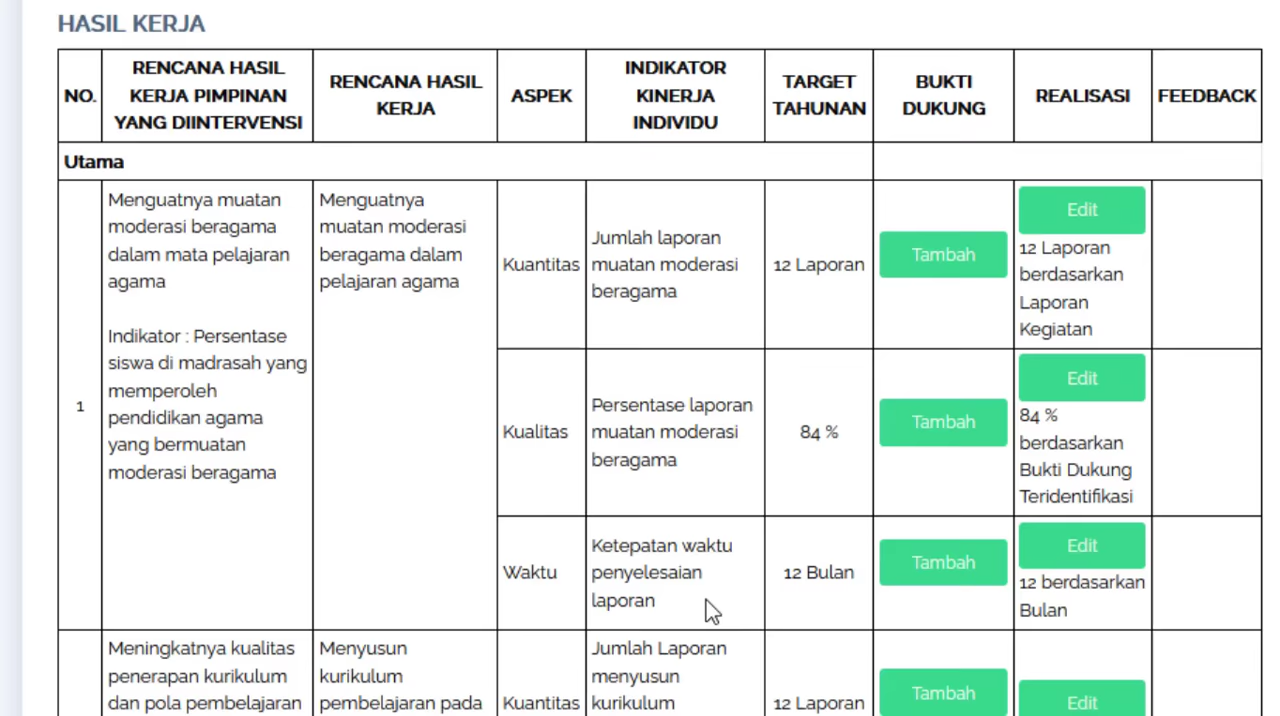 HASIL KERJA
NO.
RENCANA HASIL
KERJA PIMPINAN
YANG DIINTERVENSI
RENCANA HASIL
KERJA
ASPEK
INDIKATOR
KINERJA
INDIVIDU
TARGET
TAHUNAN
BUKTI
DUKUNG
REALISASI
FEEDBACK
Utama
1
Menguatnya muatan
moderasi beragama
dalam mata pelajaran
agama
Indikator : Persentase
siswa di madrasah yang
memperoleh
pendidikan agama
yang bermuatan
moderasi beragama
Menguatnya
muatan moderasi
beragama dalam
pelajaran agama
Kuantitas
Jumlah laporan
muatan moderasi
beragama
12 Laporan
Tambah
Edit
12 Laporan
berdasarkan
Laporan
Kegiatan
Kualitas
Persentase laporan
muatan moderasi
beragama
84 %
Tambah
Edit
84 %
berdasarkan
Bukti Dukung
Teridentifikasi
Waktu
Ketepatan waktu
penyelesaian
laporan
12 Bulan
Tambah
Edit
12 berdasarkan
Bulan
Meningkatnya kualitas
penerapan kurikulum
dan pola pembelajaran
Menyusun
kurikulum
pembelajaran pada
Kuantitas
Jumlah Laporan
menyusun
kurikulum
12 Laporan
Tambah
Edit